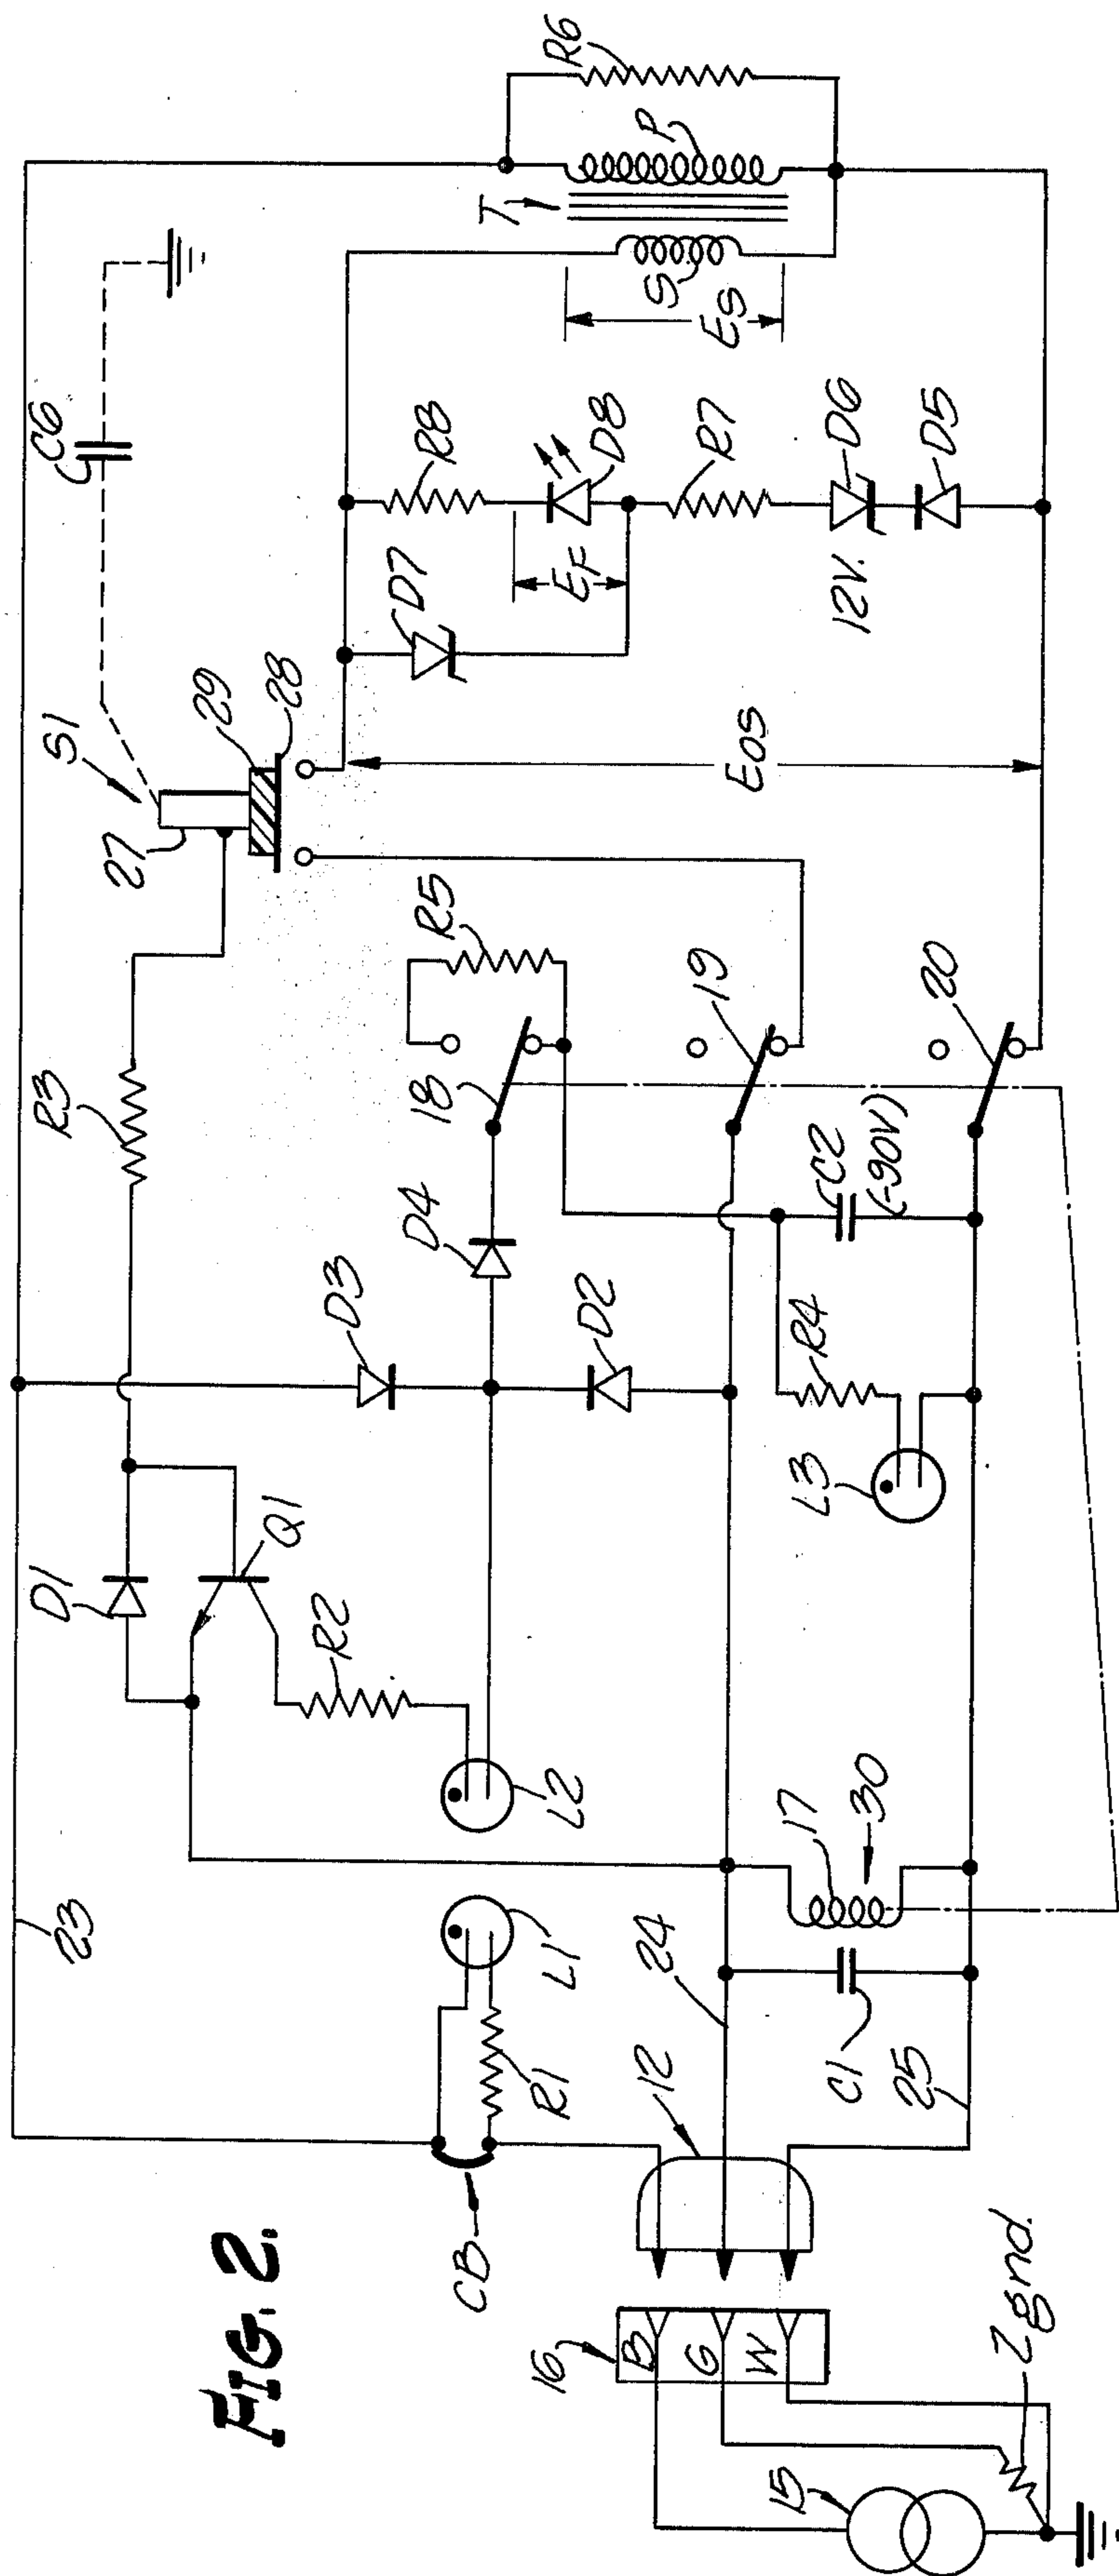 FIG. 2.
23
CB
R1
L1
D1
Q1
R2
L2
R3
D3
D4
D2
S1
27
29
28
C6
R5
18
19
20
R8
D7
D8
EF
R7
D6
12V.
D5
EOS
T
S
P
ES
R6
16
B
G
W
12
24
25
C1
17
30
L3
R4
C2
(-90V)
15
Z gnd.